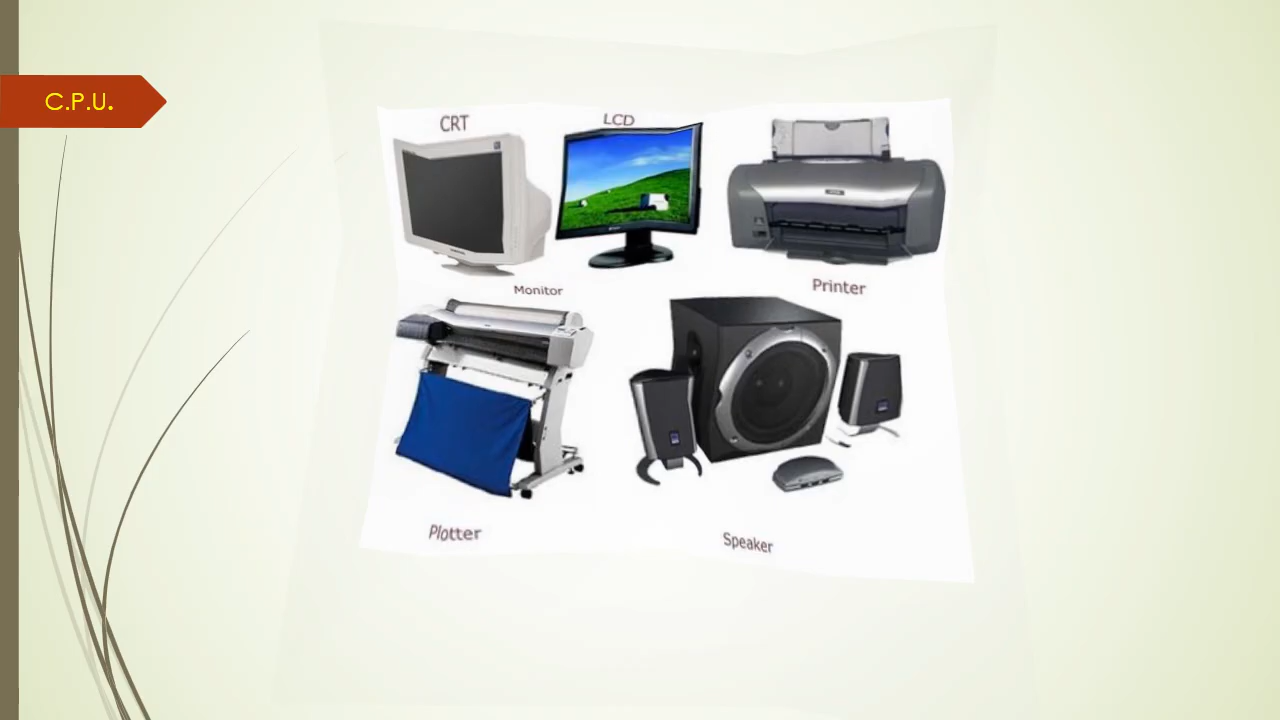 C.P.U.
CRT
LCD
Monitor
Printer
Plotter
Speaker